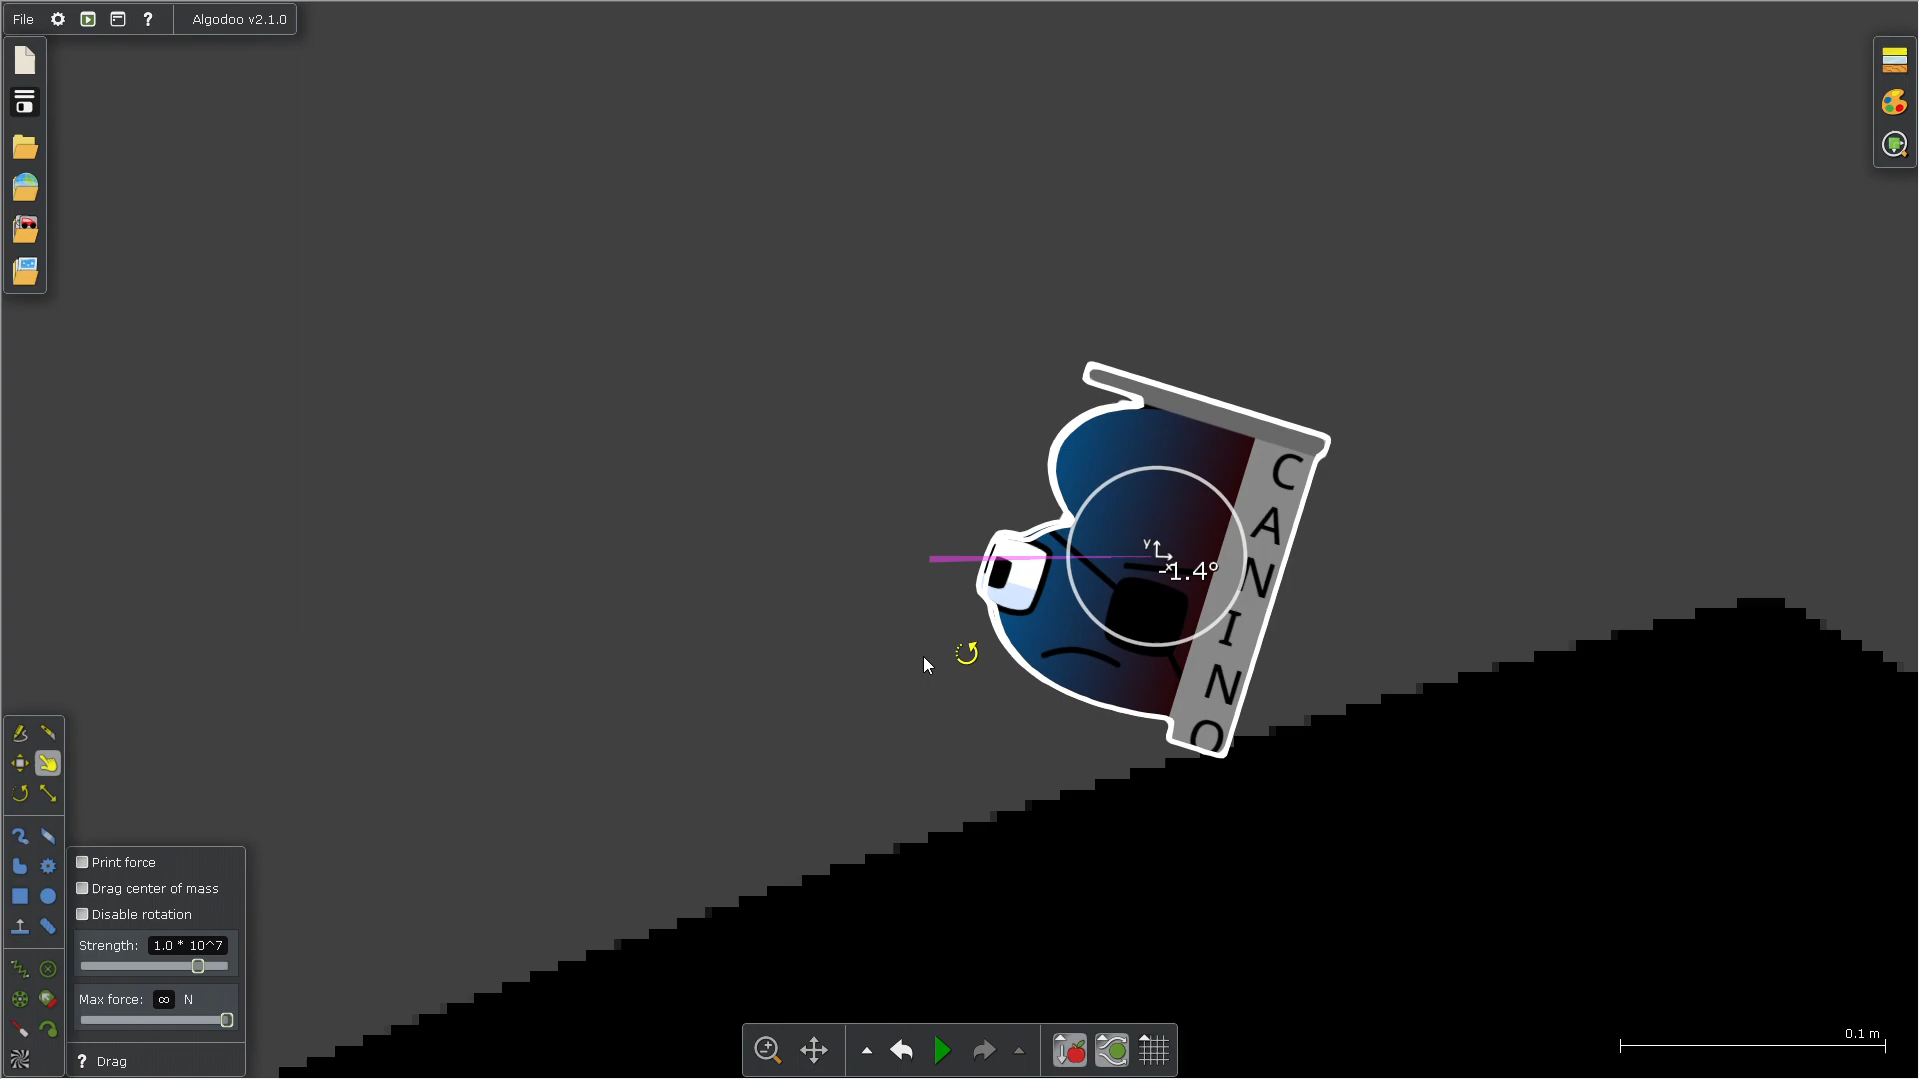 File
?
Algodoo v2.1.0
C
A
N
I
N
O
y
x
-1.4°
Print force
Drag center of mass
Disable rotation
Strength: 1.0 * 10^7
Max force: ∞ N
? Drag
0.1 m